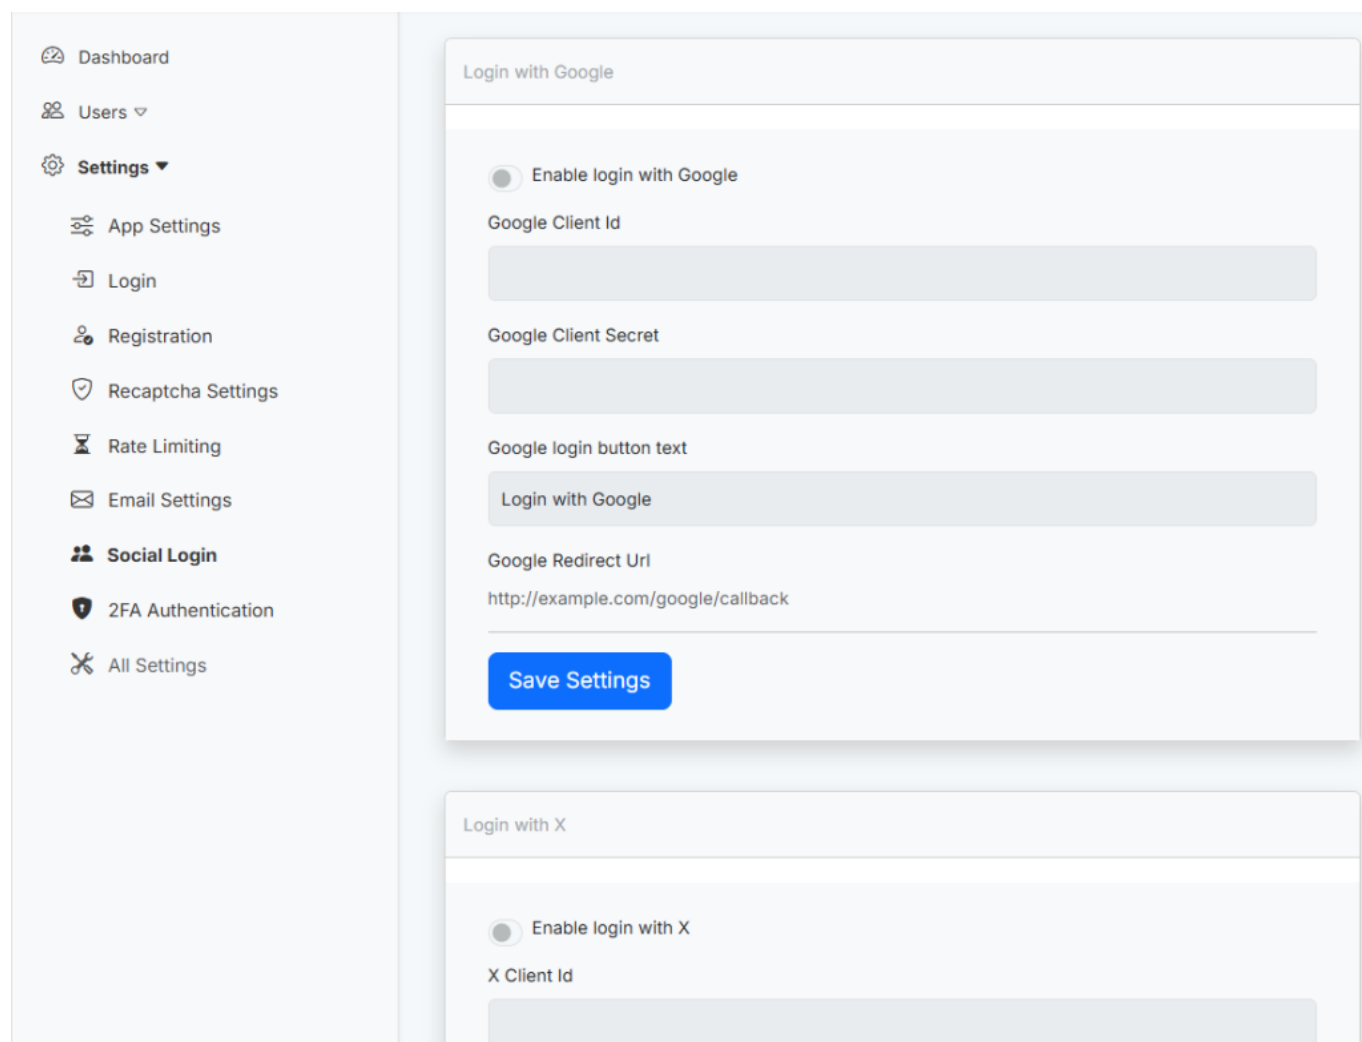 Dashboard
Users
Settings
App Settings
Login
Registration
Recaptcha Settings
Rate Limiting
Email Settings
Social Login
2FA Authentication
All Settings
Login with Google
Enable login with Google
Google Client Id
Google Client Secret
Google login button text
Login with Google
Google Redirect Url
http://example.com/google/callback
Save Settings
Login with X
Enable login with X
X Client Id